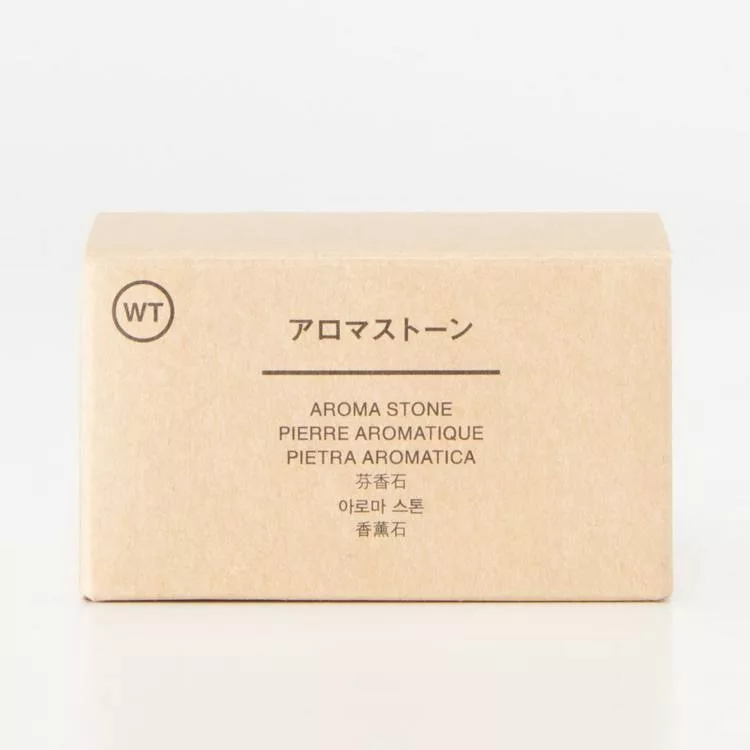 WT
アロマストーン
AROMA STONE
PIERRE AROMATIQUE
PIETRA AROMATICA
芬香石
아로마 스톤
香薰石